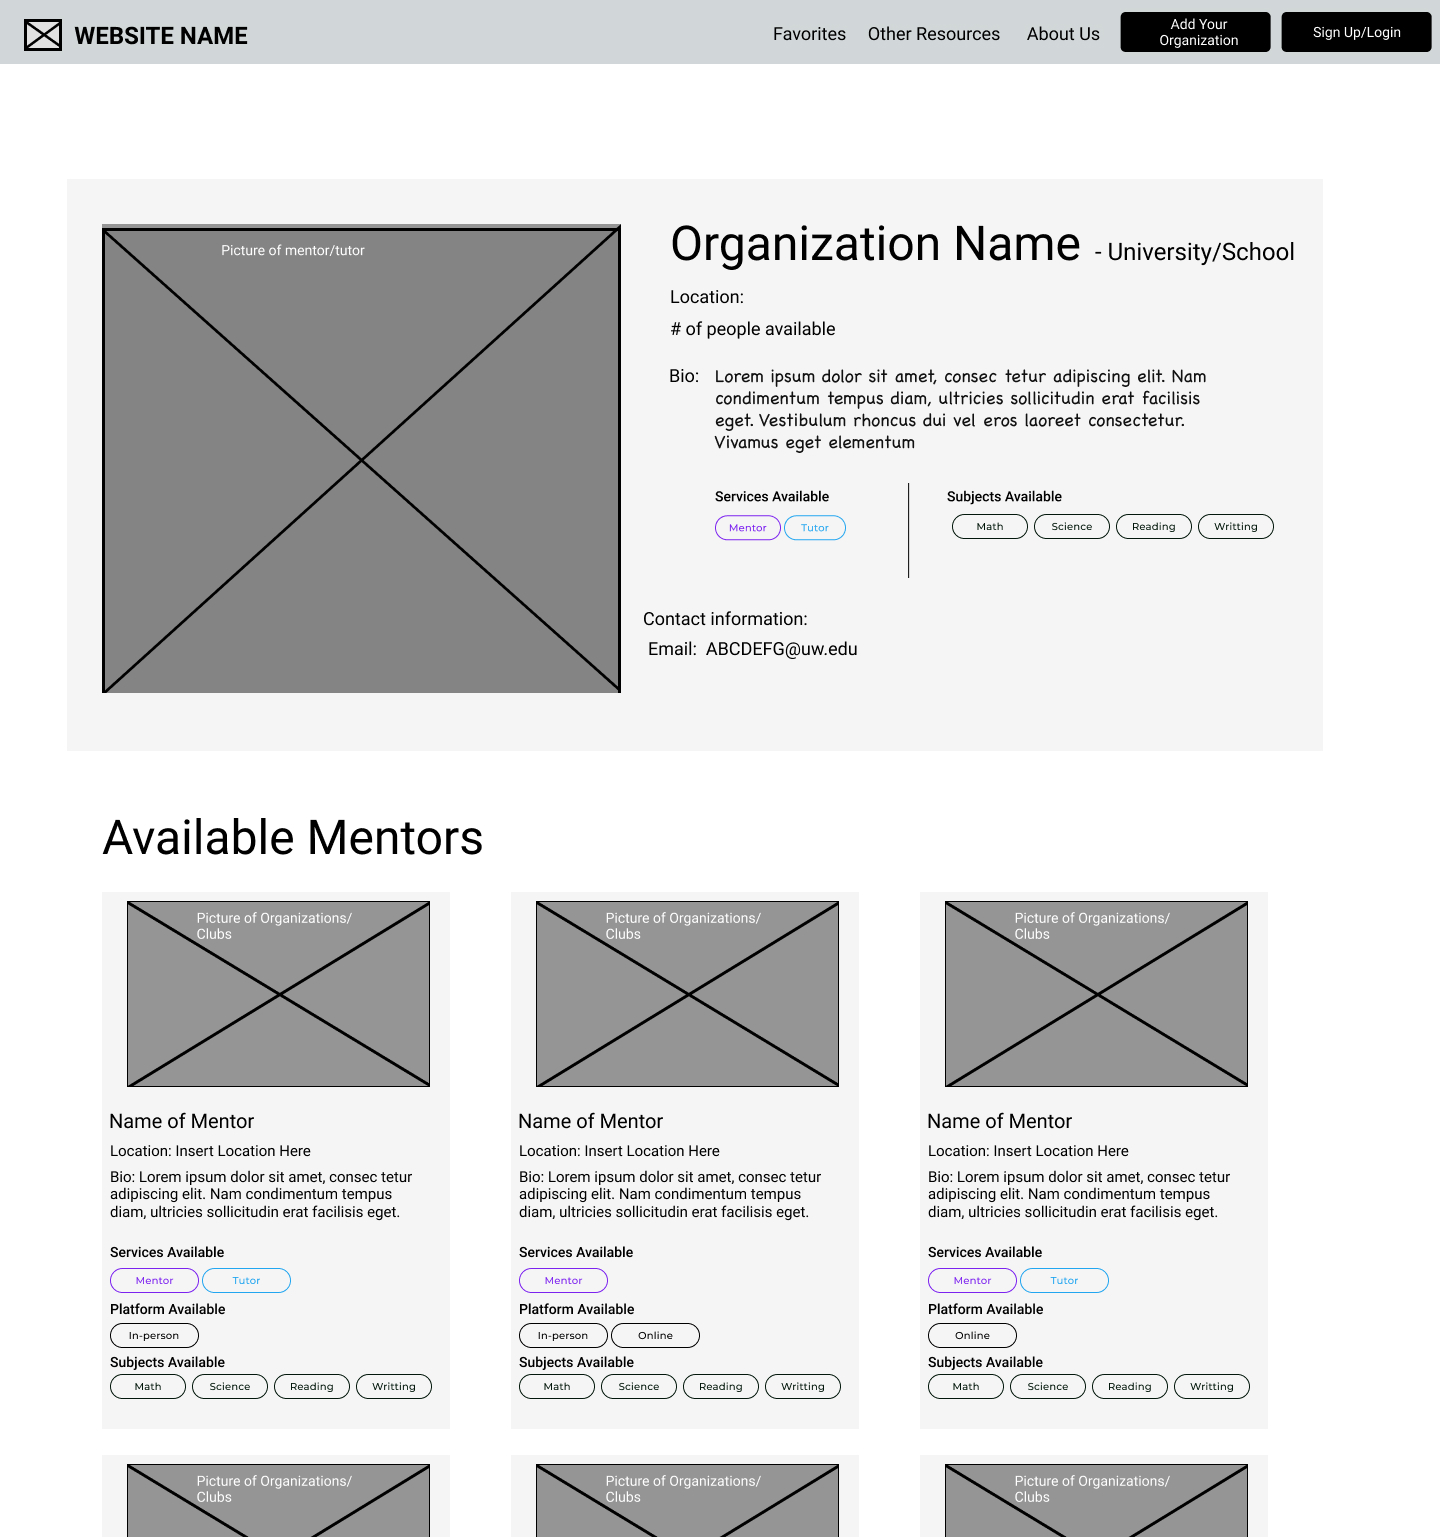 WEBSITE NAME
Favorites
Other Resources
About Us
Add Your
Organization
Sign Up/Login
Picture of mentor/tutor
Organization Name - University/School
Location:
# of people available
Bio:
Lorem ipsum dolor sit amet, consec tetur adipiscing elit. Nam
condimentum tempus diam, ultricies sollicitudin erat facilisis
eget. Vestibulum rhoncus dui vel eros laoreet consectetur.
Vivamus eget elementum
Services Available
Mentor
Tutor
Subjects Available
Math
Science
Reading
Writting
Contact information:
Email: ABCDEFG@uw.edu
Available Mentors
Picture of Organizations/
Clubs
Name of Mentor
Location: Insert Location Here
Bio: Lorem ipsum dolor sit amet, consec tetur
adipiscing elit. Nam condimentum tempus
diam, ultricies sollicitudin erat facilisis eget.
Services Available
Mentor
Tutor
Platform Available
In-person
Subjects Available
Math
Science
Reading
Writting
Picture of Organizations/
Clubs
Name of Mentor
Location: Insert Location Here
Bio: Lorem ipsum dolor sit amet, consec tetur
adipiscing elit. Nam condimentum tempus
diam, ultricies sollicitudin erat facilisis eget.
Services Available
Mentor
Platform Available
In-person
Online
Subjects Available
Math
Science
Reading
Writting
Picture of Organizations/
Clubs
Name of Mentor
Location: Insert Location Here
Bio: Lorem ipsum dolor sit amet, consec tetur
adipiscing elit. Nam condimentum tempus
diam, ultricies sollicitudin erat facilisis eget.
Services Available
Mentor
Tutor
Platform Available
Online
Subjects Available
Math
Science
Reading
Writting
Picture of Organizations/
Clubs
Picture of Organizations/
Clubs
Picture of Organizations/
Clubs